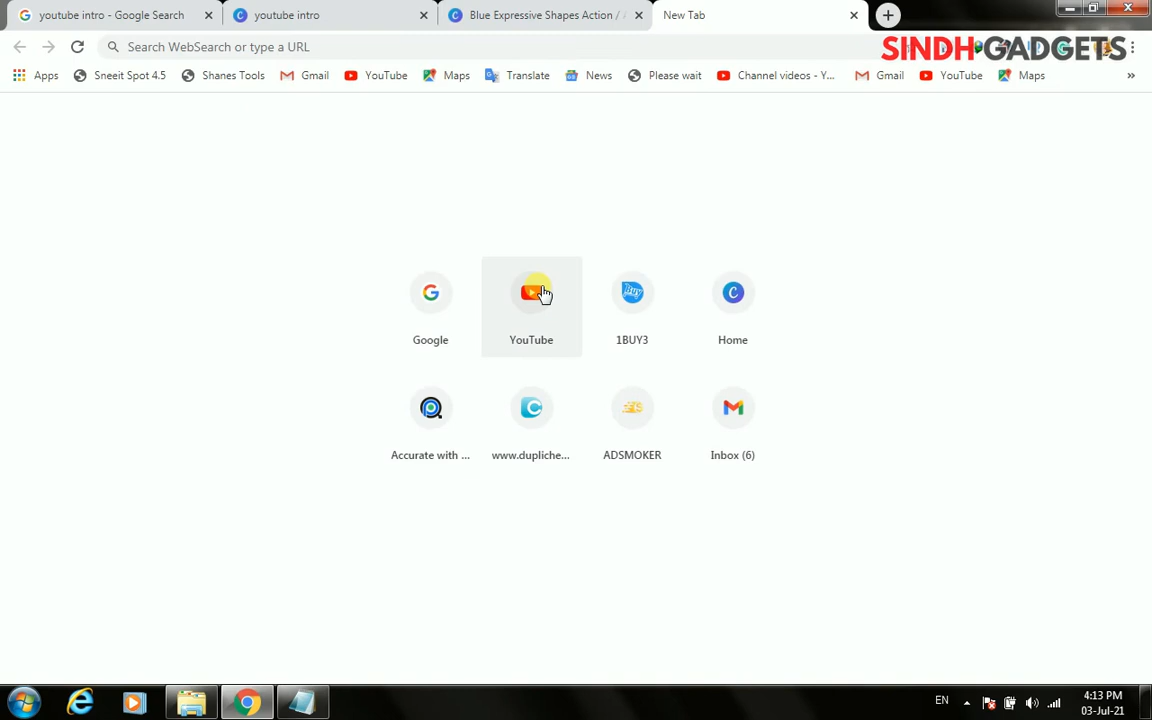 youtube intro - Google Search
youtube intro
Blue Expressive Shapes Action /
New Tab
Search WebSearch or type a URL
SINDH GADGETS
Apps
Sneeit Spot 4.5
Shanes Tools
Gmail
YouTube
Maps
Translate
News
Please wait
Channel videos - Y...
Gmail
YouTube
Maps
»
Google
YouTube
1BUY3
Home
Accurate with ...
www.dupliche...
ADSMOKER
Inbox (6)
EN
4:13 PM
03-Jul-21